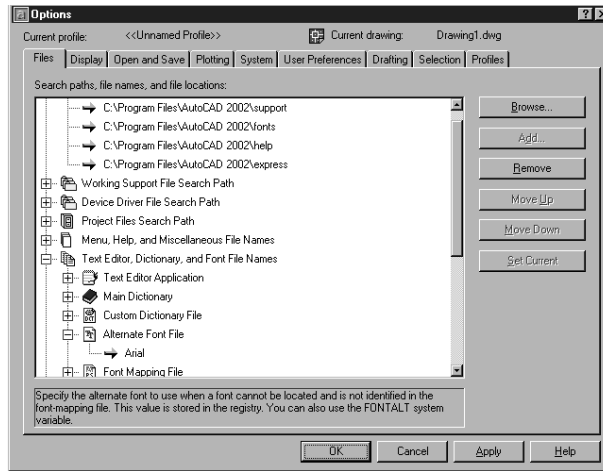 Options
Current profile: <<Unnamed Profile>> Current drawing: Drawing1.dwg
Files Display Open and Save Plotting System User Preferences Drafting Selection Profiles
Search paths, file names, and file locations:
C:\Program Files\AutoCAD 2002\support
C:\Program Files\AutoCAD 2002\fonts
C:\Program Files\AutoCAD 2002\help
C:\Program Files\AutoCAD 2002\express
Working Support File Search Path
Device Driver File Search Path
Project Files Search Path
Menu, Help, and Miscellaneous File Names
Text Editor, Dictionary, and Font File Names
Text Editor Application
Main Dictionary
Custom Dictionary File
Alternate Font File
Arial
Font Mapping File
Browse...
Add...
Remove
Move Up
Move Down
Set Current
Specify the alternate font to use when a font cannot be located and is not identified in the
font-mapping file. This value is stored in the registry. You can also use the FONTALT system
variable.
OK Cancel Apply Help